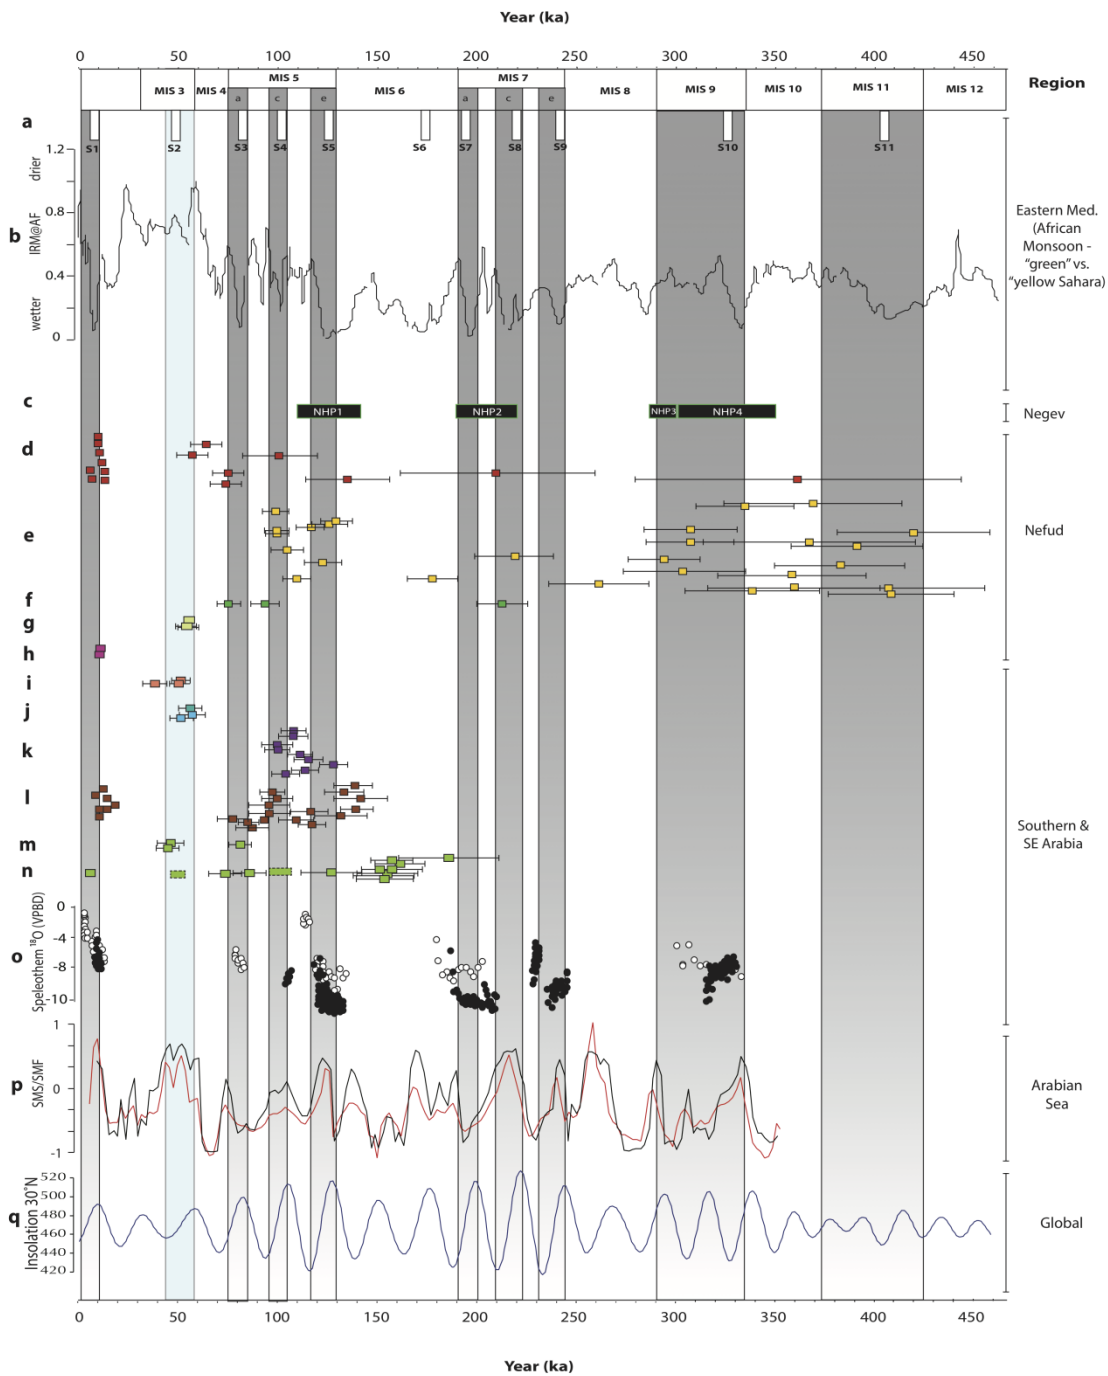 Year (ka)
0 50 100 150 200 250 300 350 400 450
MIS 5 MIS 7
MIS 3 MIS 4 a c e MIS 6 a c e MIS 8 MIS 9 MIS 10 MIS 11 MIS 12
Region
a
S1 S2 S3 S4 S5 S6 S7 S8 S9 S10 S11
b
drier
IRM@AF
wetter
1.2
0.8
0.4
0
Eastern Med.
(African
Monsoon -
“green” vs.
“yellow Sahara)
c
NHP1 NHP2 NHP3 NHP4
Negev
d
e
Nefud
f
g
h
i
j
k
l
Southern &
SE Arabia
m
n
o
Speleothem 18O (VPBD)
0
-4
-8
-10
p
SMS/SMF
1
0
-1
Arabian
Sea
q
Insolation 30°N
520
500
480
460
440
420
Global
0 50 100 150 200 250 300 350 400 450
Year (ka)